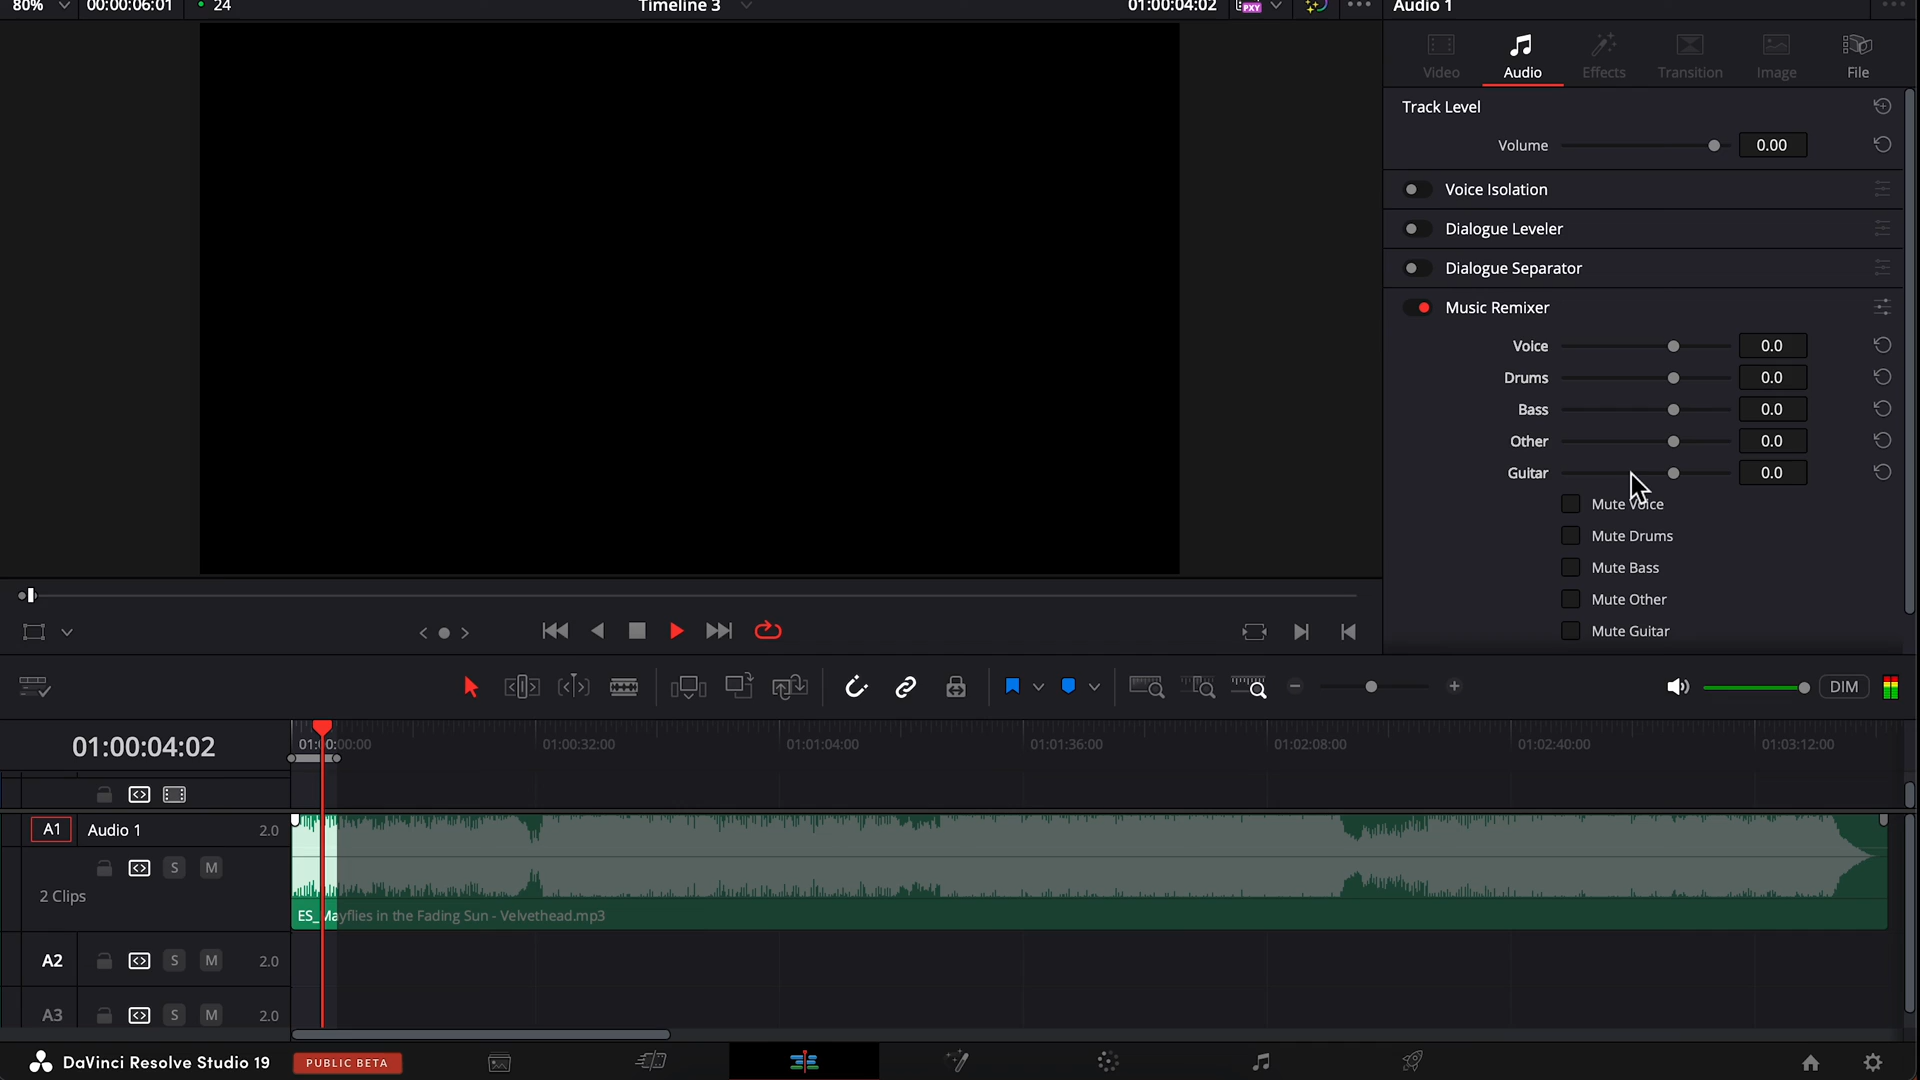 80% 00:00:06:01 24 Timeline 3 01:00:04:02 PXY Audio 1
Video Audio Effects Transition Image File
Track Level
Volume 0.00
Voice Isolation
Dialogue Leveler
Dialogue Separator
Music Remixer
Voice 0.0
Drums 0.0
Bass 0.0
Other 0.0
Guitar 0.0
Mute Voice
Mute Drums
Mute Bass
Mute Other
Mute Guitar
DIM
01:00:04:02 01:00:00:00 01:00:32:00 01:01:04:00 01:01:36:00 01:02:08:00 01:02:40:00 01:03:12:00
A1 Audio 1 2.0
S M
2 Clips
ES_Mayflies in the Fading Sun - Velvethead.mp3
A2 S M 2.0
A3 S M 2.0
DaVinci Resolve Studio 19 PUBLIC BETA